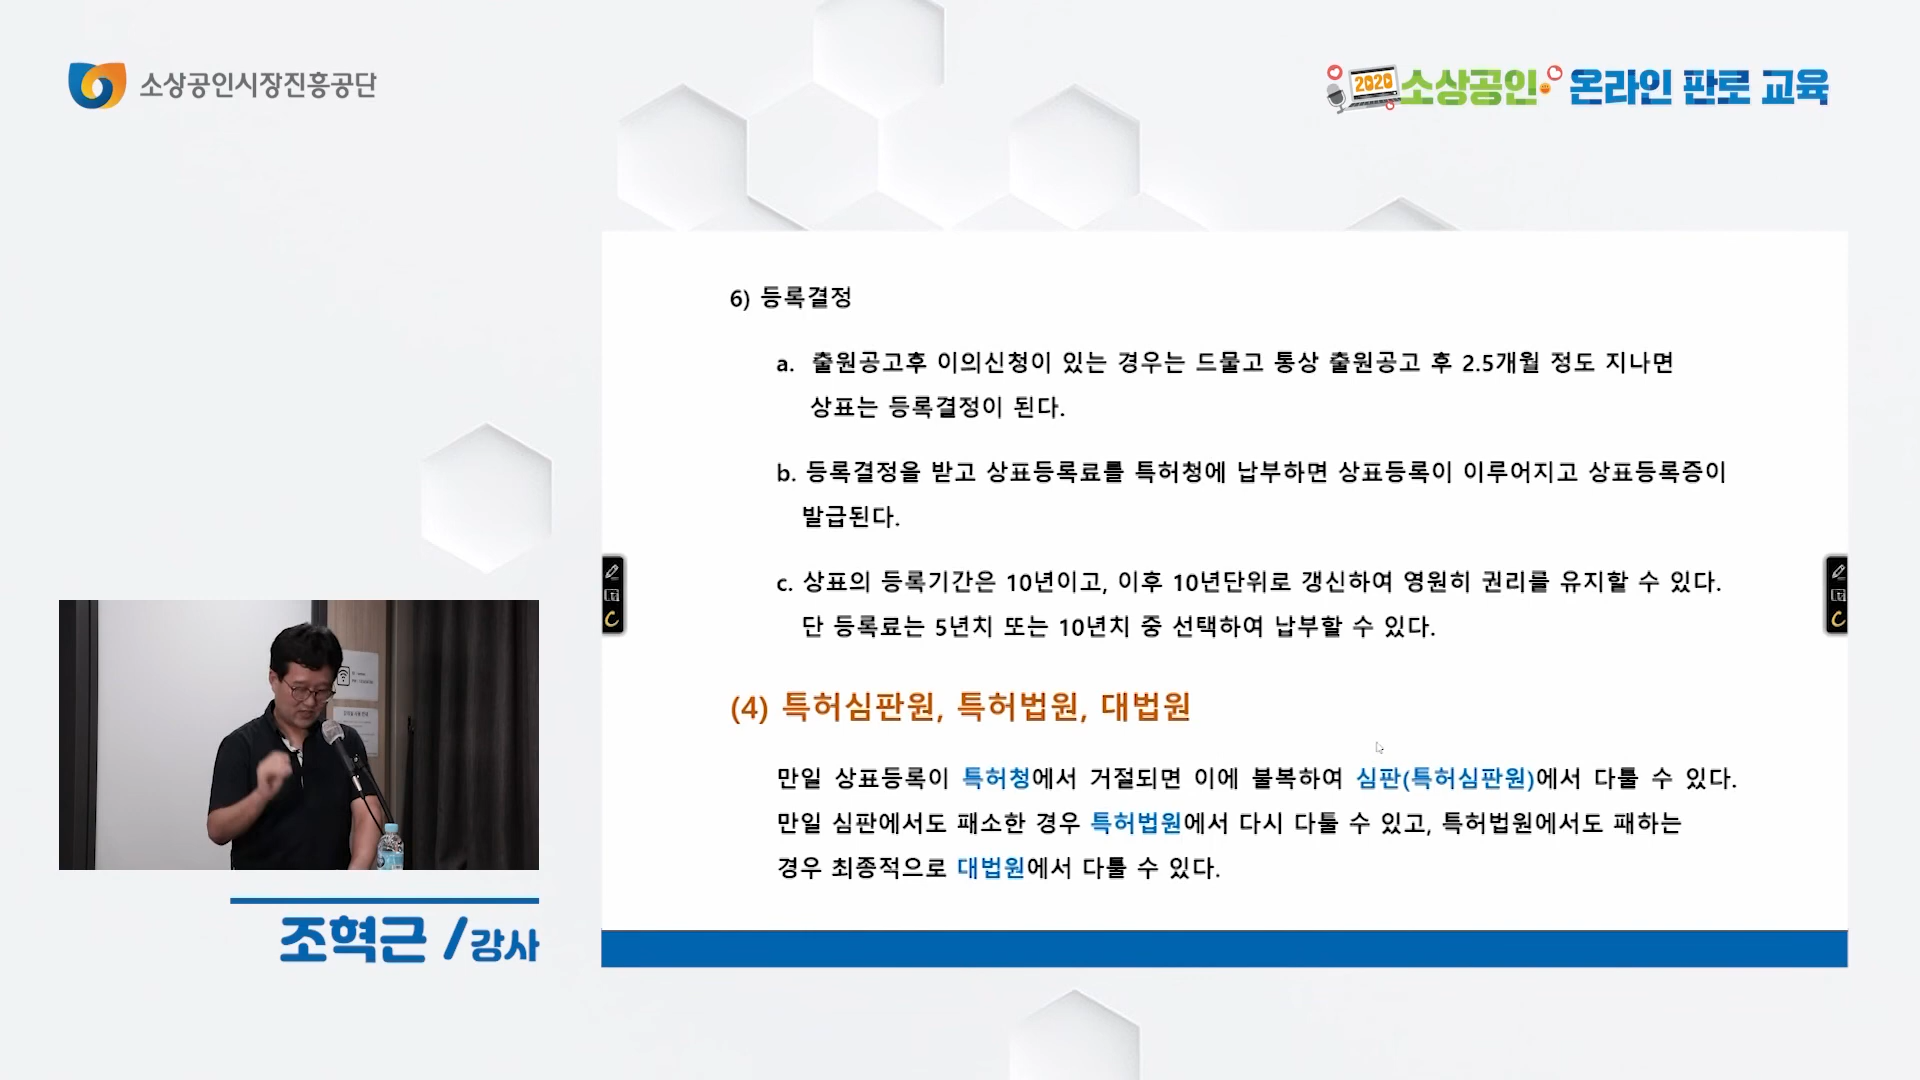 소상공인시장진흥공단
2020 소상공인 온라인 판로 교육
6) 등록결정
a. 출원공고후 이의신청이 있는 경우는 드물고 통상 출원공고 후 2.5개월 정도 지나면
상표는 등록결정이 된다.
b. 등록결정을 받고 상표등록료를 특허청에 납부하면 상표등록이 이루어지고 상표등록증이
발급된다.
c. 상표의 등록기간은 10년이고, 이후 10년단위로 갱신하여 영원히 권리를 유지할 수 있다.
단 등록료는 5년치 또는 10년치 중 선택하여 납부할 수 있다.
(4) 특허심판원, 특허법원, 대법원
만일 상표등록이 특허청에서 거절되면 이에 불복하여 심판(특허심판원)에서 다툴 수 있다.
만일 심판에서도 패소한 경우 특허법원에서 다시 다툴 수 있고, 특허법원에서도 패하는
경우 최종적으로 대법원에서 다툴 수 있다.
조혁근 / 강사